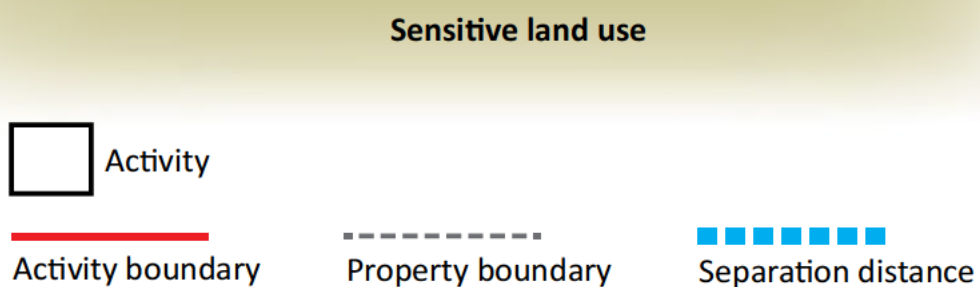 Sensitive land use
Activity
Activity boundary
Property boundary
Separation distance